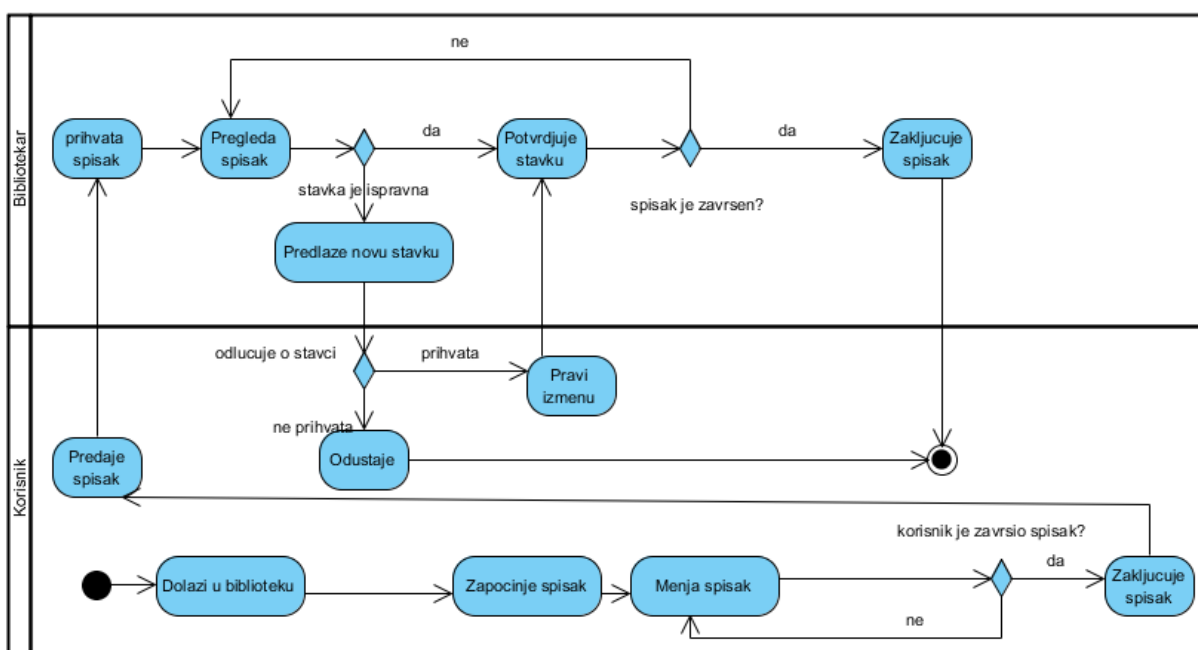 Bibliotekar
ne
prihvata
spisak
Pregleda
spisak
da
Potvrdjuje
stavku
da
Zakljucuje
spisak
stavka je ispravna
spisak je zavrsen?
Predlaze novu stavku
Korisnik
odlucuje o stavci
prihvata
Pravi
izmenu
ne prihvata
Predaje
spisak
Odustaje
korisnik je zavrsio spisak?
Dolazi u biblioteku
Zapocinje spisak
Menja spisak
da
Zakljucuje
spisak
ne